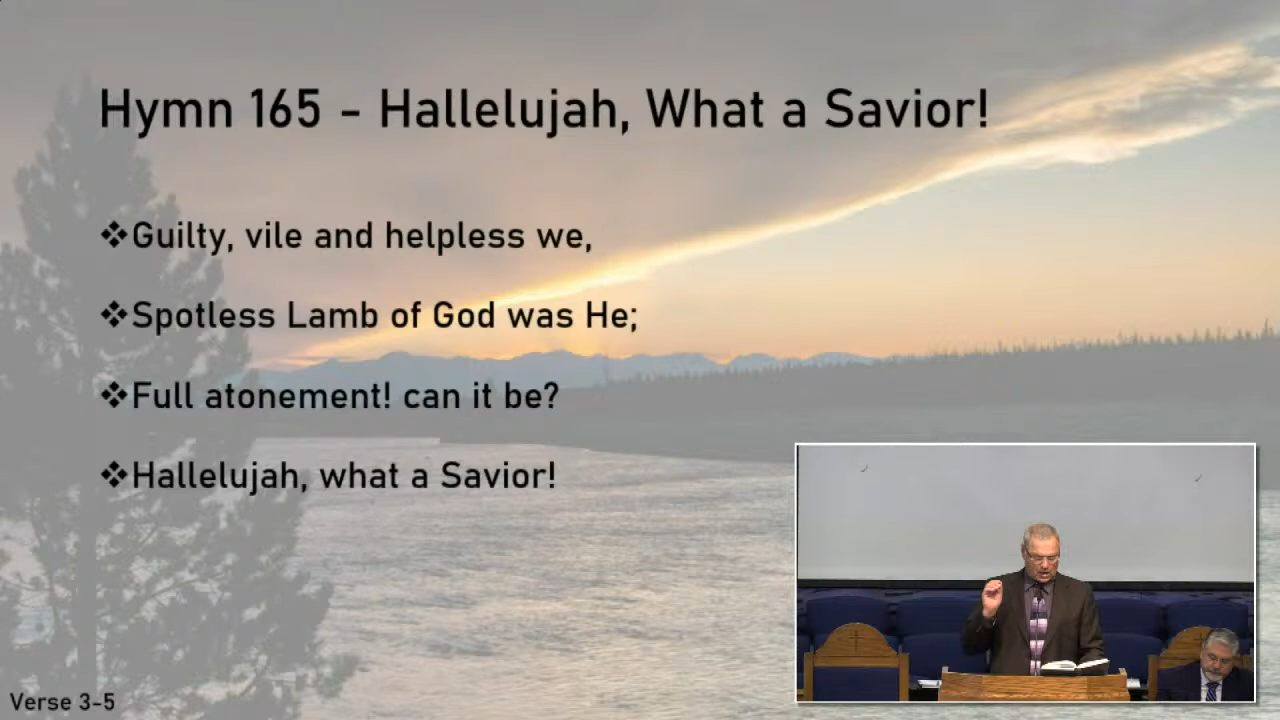 Hymn 165 - Hallelujah, What a Savior!
❖Guilty, vile and helpless we,
❖Spotless Lamb of God was He;
❖Full atonement! can it be?
❖Hallelujah, what a Savior!
Verse 3-5